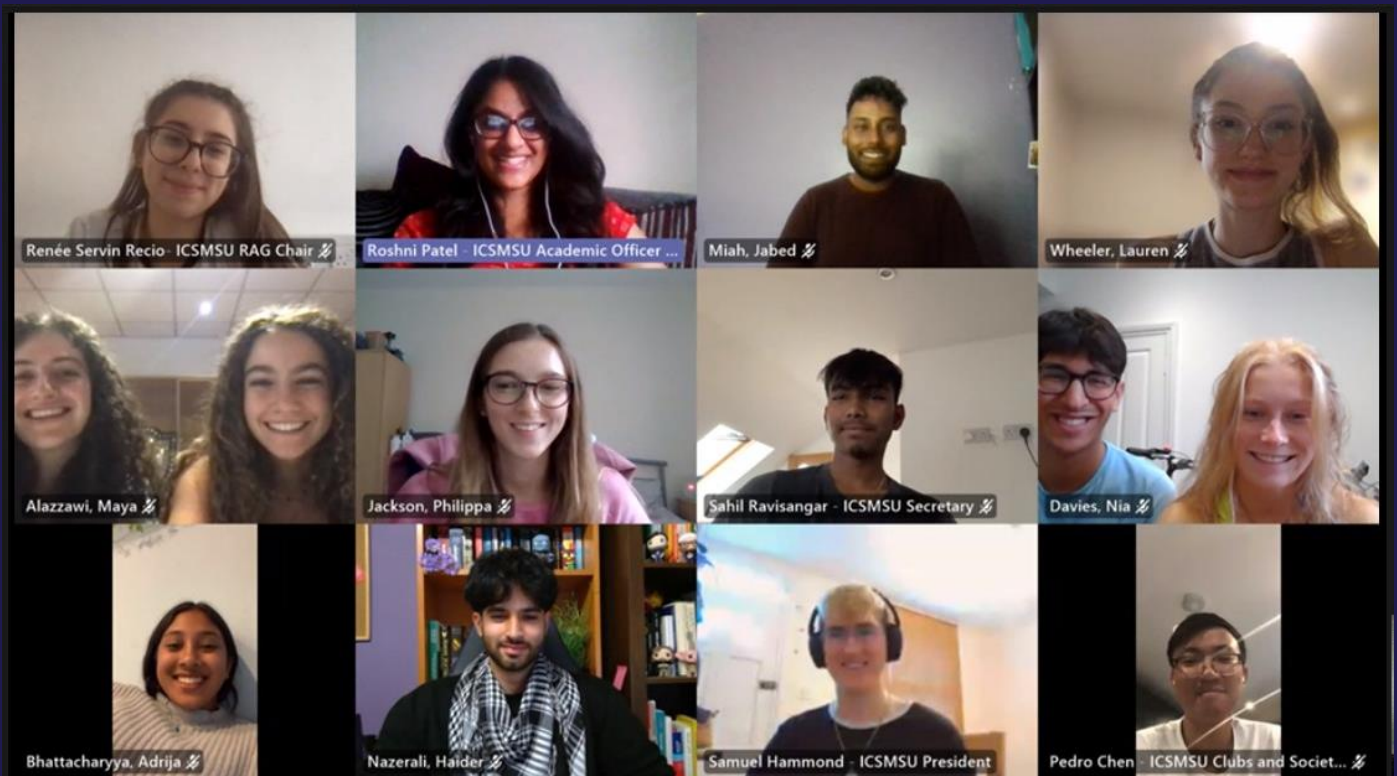 Renée Servin Recio- ICSMSU RAG Chair
Roshni Patel - ICSMSU Academic Officer ...
Miah, Jabed
Wheeler, Lauren
Alazzawi, Maya
Jackson, Philippa
Sahil Ravisangar - ICSMSU Secretary
Davies, Nia
Bhattacharyya, Adrija
Nazerali, Haider
Samuel Hammond - ICSMSU President
Pedro Chen - ICSMSU Clubs and Societ...